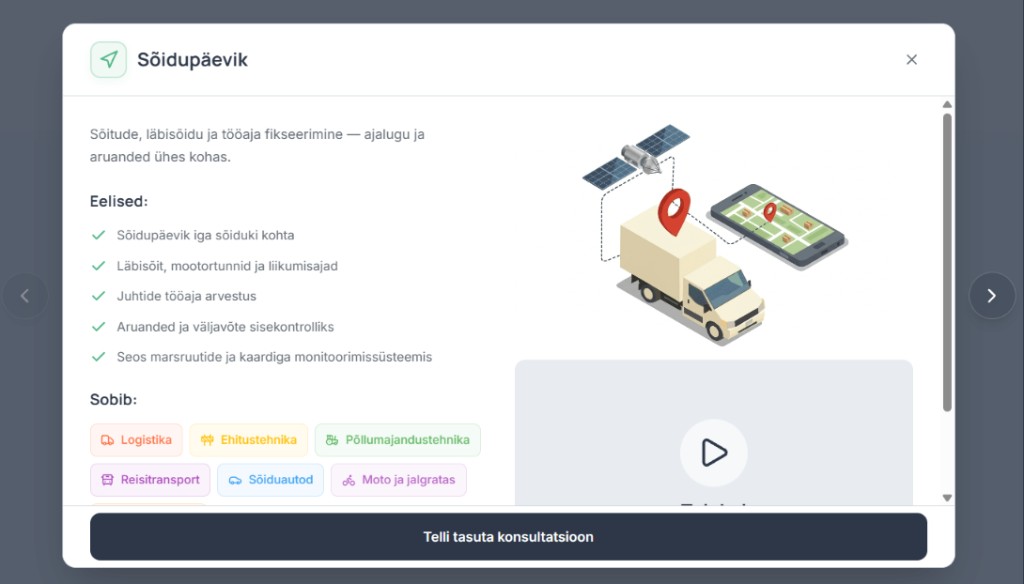 Sõidupäevik
Sõitude, läbisõidu ja tööaja fikseerimine — ajalugu ja
aruanded ühes kohas.
Eelised:
Sõidupäevik iga sõiduki kohta
Läbisõit, mootortunnid ja liikumisajad
Juhtide tööaja arvestus
Aruanded ja väljavõte sisekontrolliks
Seos marsruutide ja kaardiga monitoorimissüsteemis
Sobib:
Logistika
Ehitustehnika
Põllumajandustehnika
Reisitransport
Sõiduautod
Moto ja jalgratas
Telli tasuta konsultatsioon